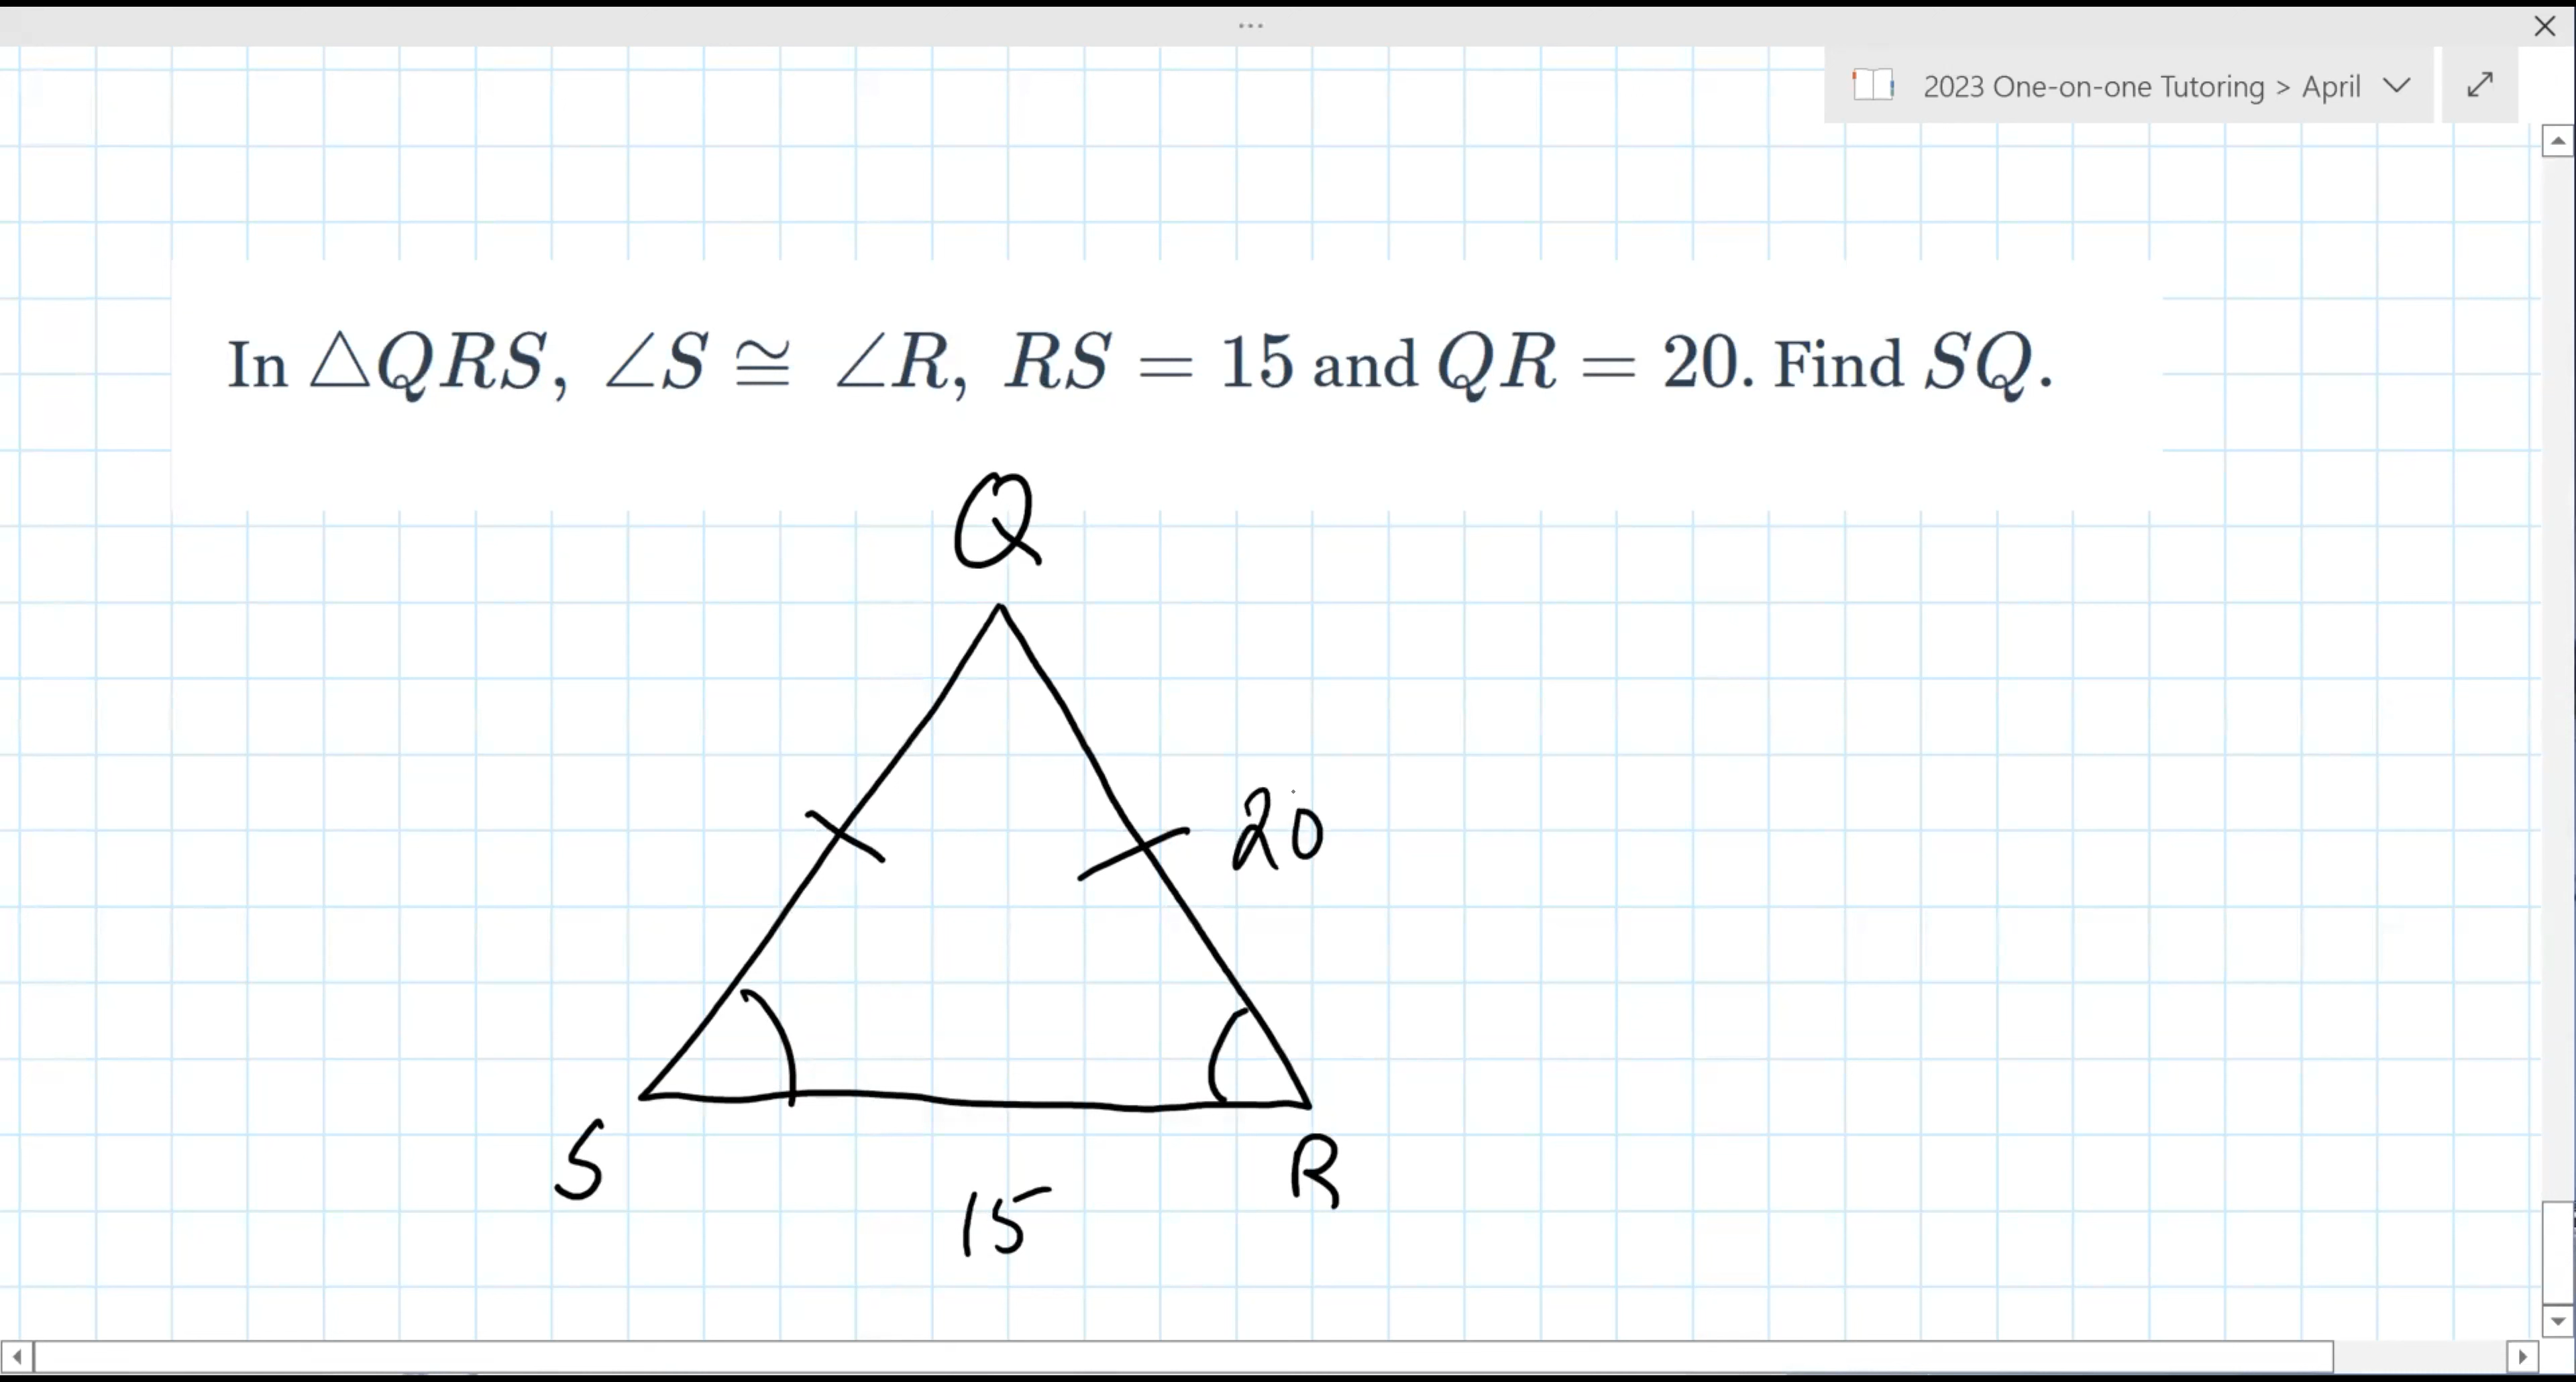 2023 One-on-one Tutoring > April
In △QRS, ∠S ≅ ∠R, RS = 15 and QR = 20. Find SQ.
Q
20
S
R
15